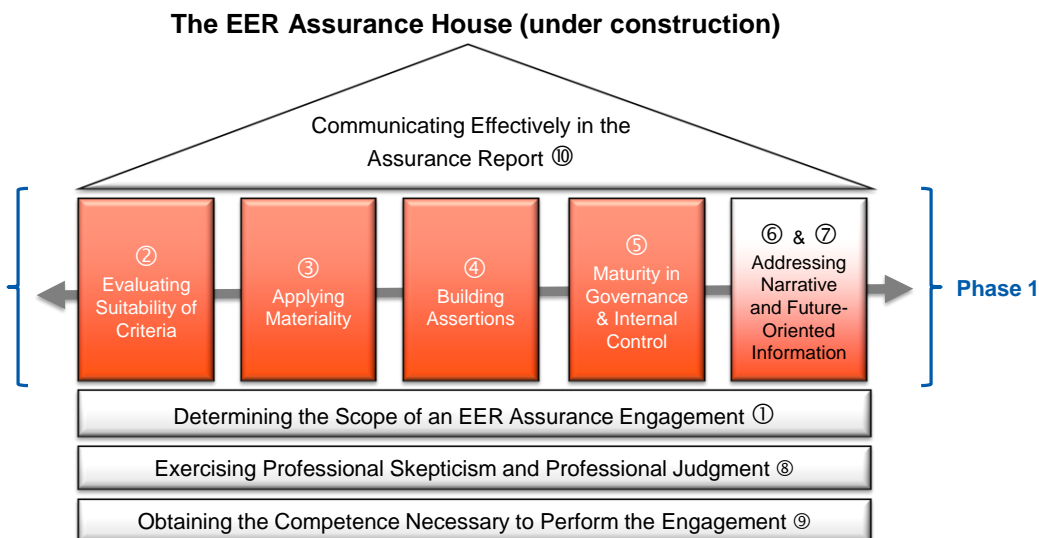 The EER Assurance House (under construction)
Communicating Effectively in the
Assurance Report ⑩
②
Evaluating
Suitability of
Criteria
③
Applying
Materiality
④
Building
Assertions
⑤
Maturity in
Governance
& Internal
Control
⑥ & ⑦
Addressing
Narrative
and Future-
Oriented
Information
Phase 1
Determining the Scope of an EER Assurance Engagement ①
Exercising Professional Skepticism and Professional Judgment ⑧
Obtaining the Competence Necessary to Perform the Engagement ⑨